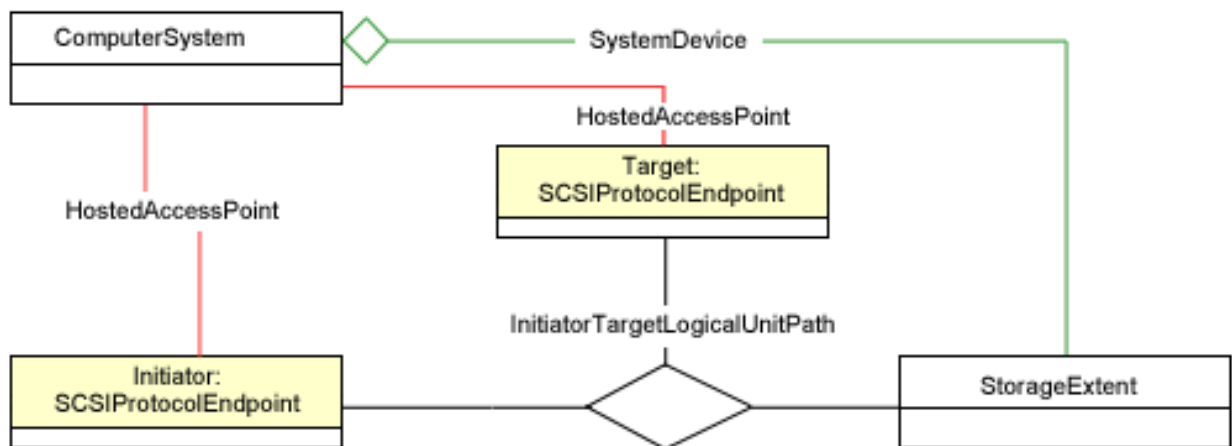 ComputerSystem
SystemDevice
HostedAccessPoint
Target:
SCSIProtocolEndpoint
HostedAccessPoint
InitiatorTargetLogicalUnitPath
Initiator:
SCSIProtocolEndpoint
StorageExtent